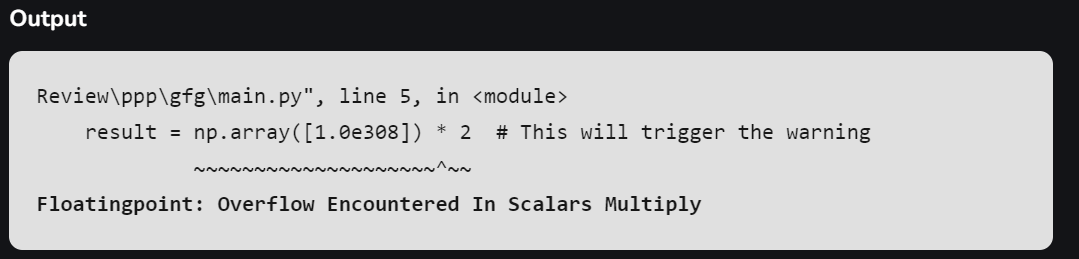 Output
Review\ppp\gfg\main.py", line 5, in <module>
    result = np.array([1.0e308]) * 2  # This will trigger the warning
             ~~~~~~~~~~~~~~~~~~~~^~~
Floatingpoint: Overflow Encountered In Scalars Multiply